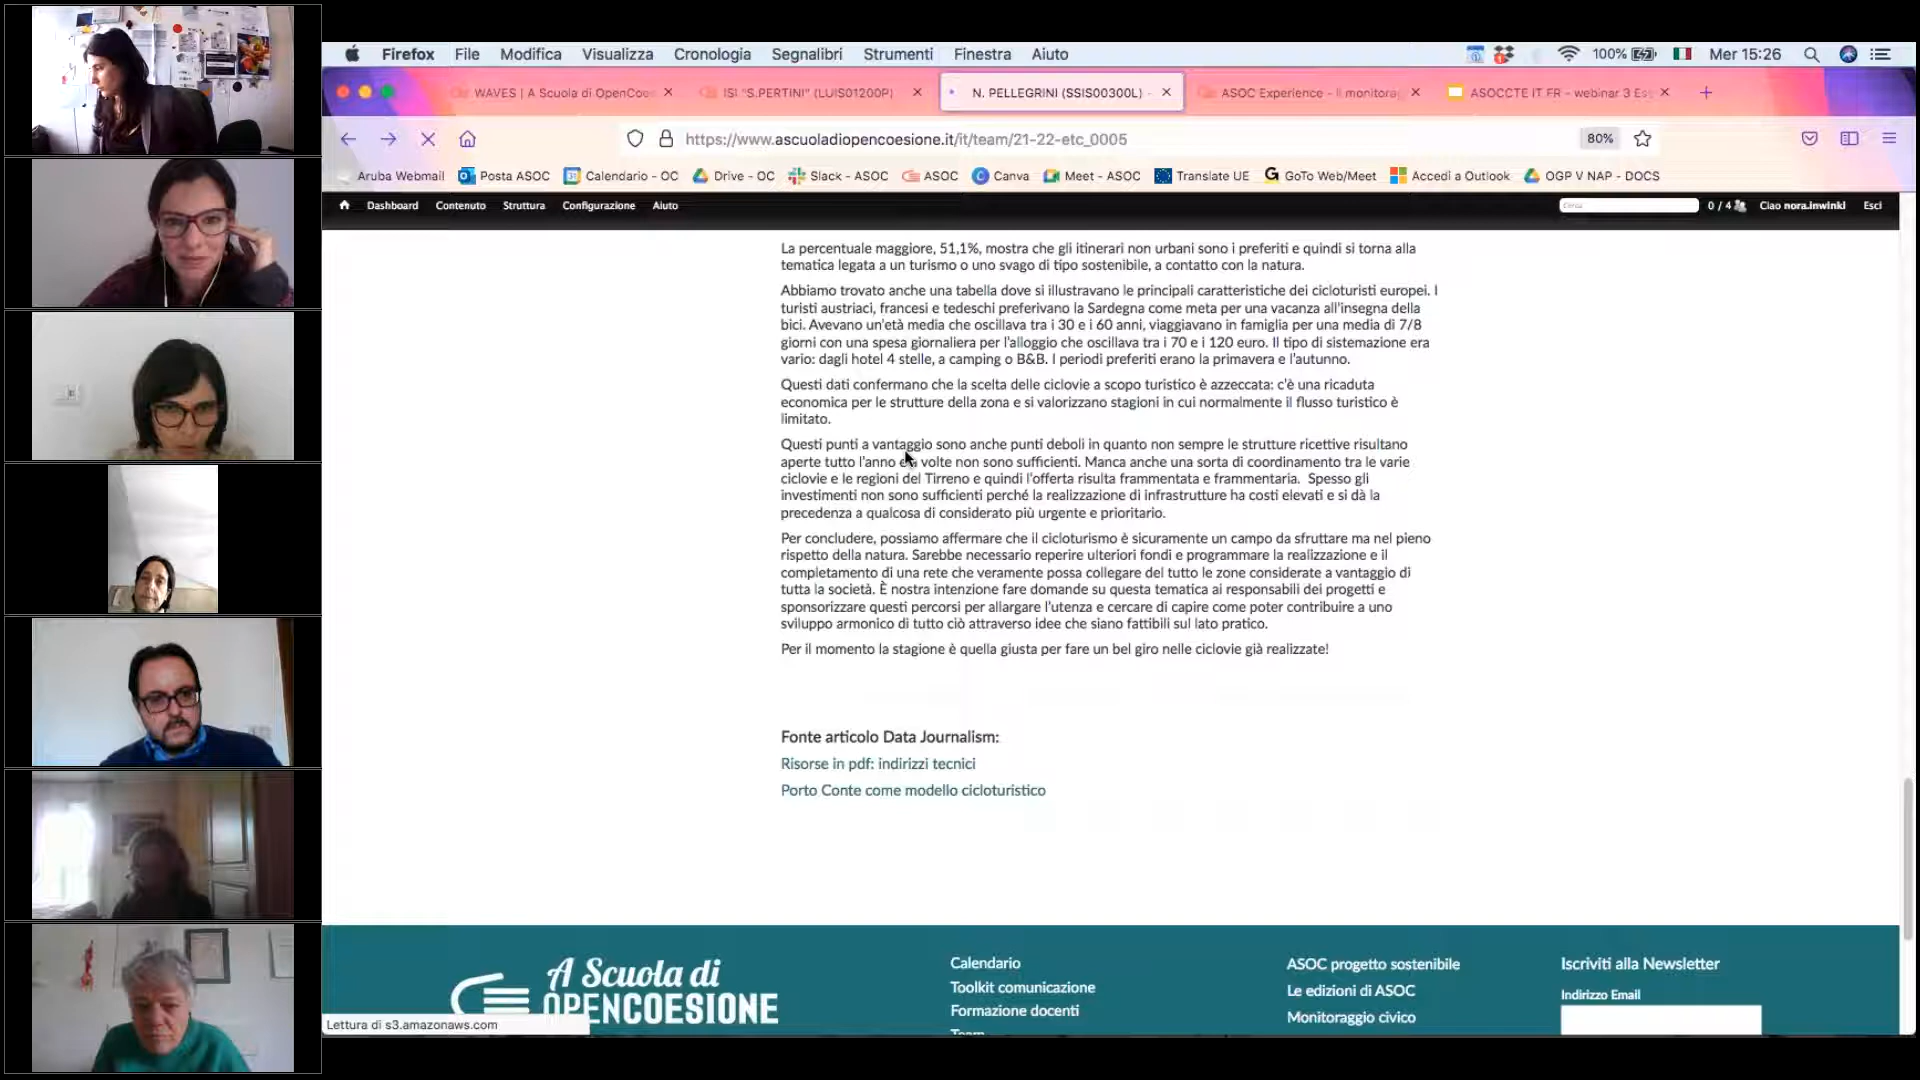 Firefox File Modifica Visualizza Cronologia Segnalibri Strumenti Finestra Aiuto 100% Mer 15:26
WAVES | A Scuola di OpenCoe ISI "S.PERTINI" (LUIS01200P) N. PELLEGRINI (SSIS00300L) - ASOC Experience - Il monitorag ASOCCTE IT FR - webinar 3 Es
https://www.ascuoladiopencoesione.it/it/team/21-22-etc_0005 80%
Aruba Webmail Posta ASOC Calendario - OC Drive - OC Slack - ASOC ASOC Canva Meet - ASOC Translate UE GoTo Web/Meet Accedi a Outlook OGP V NAP - DOCS
Dashboard Contenuto Struttura Configurazione Aiuto Cerca 0 / 4 Ciao nora.inwinkl Esci
La percentuale maggiore, 51,1%, mostra che gli itinerari non urbani sono i preferiti e quindi si torna alla
tematica legata a un turismo o uno svago di tipo sostenibile, a contatto con la natura.
Abbiamo trovato anche una tabella dove si illustravano le principali caratteristiche dei cicloturisti europei. I
turisti austriaci, francesi e tedeschi preferivano la Sardegna come meta per una vacanza all'insegna della
bici. Avevano un'età media che oscillava tra i 30 e i 60 anni, viaggiavano in famiglia per una media di 7/8
giorni con una spesa giornaliera per l'alloggio che oscillava tra i 70 e i 120 euro. Il tipo di sistemazione era
vario: dagli hotel 4 stelle, a camping o B&B. I periodi preferiti erano la primavera e l'autunno.
Questi dati confermano che la scelta delle ciclovie a scopo turistico è azzeccata: c'è una ricaduta
economica per le strutture della zona e si valorizzano stagioni in cui normalmente il flusso turistico è
limitato.
Questi punti a vantaggio sono anche punti deboli in quanto non sempre le strutture ricettive risultano
aperte tutto l'anno e a volte non sono sufficienti. Manca anche una sorta di coordinamento tra le varie
ciclovie e le regioni del Tirreno e quindi l'offerta risulta frammentata e frammentaria. Spesso gli
investimenti non sono sufficienti perché la realizzazione di infrastrutture ha costi elevati e si dà la
precedenza a qualcosa di considerato più urgente e prioritario.
Per concludere, possiamo affermare che il cicloturismo è sicuramente un campo da sfruttare ma nel pieno
rispetto della natura. Sarebbe necessario reperire ulteriori fondi e programmare la realizzazione e il
completamento di una rete che veramente possa collegare del tutto le zone considerate a vantaggio di
tutta la società. È nostra intenzione fare domande su questa tematica ai responsabili dei progetti e
sponsorizzare questi percorsi per allargare l'utenza e cercare di capire come poter contribuire a uno
sviluppo armonico di tutto ciò attraverso idee che siano fattibili sul lato pratico.
Per il momento la stagione è quella giusta per fare un bel giro nelle ciclovie già realizzate!
Fonte articolo Data Journalism:
Risorse in pdf: indirizzi tecnici
Porto Conte come modello cicloturistico
A Scuola di
OPENCOESIONE
Calendario
Toolkit comunicazione
Formazione docenti
Team
ASOC progetto sostenibile
Le edizioni di ASOC
Monitoraggio civico
Iscriviti alla Newsletter
Indirizzo Email
Lettura di s3.amazonaws.com